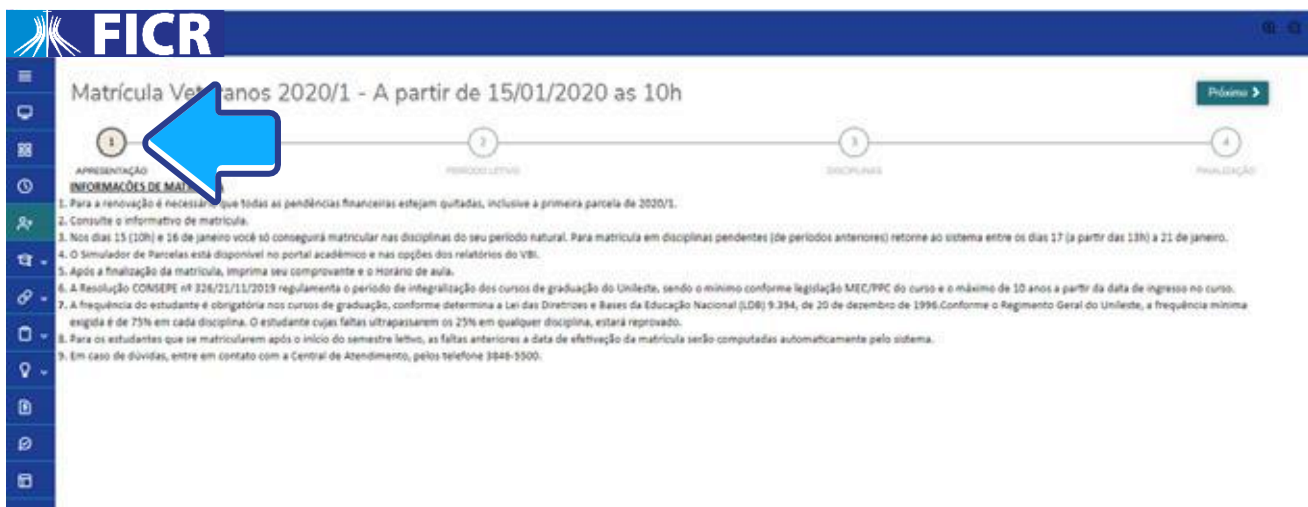 FICR
Matrícula Veteranos 2020/1 - A partir de 15/01/2020 as 10h
Próximo
1
2
3
4
APRESENTAÇÃO
PERÍODO LETIVO
DISCIPLINAS
FINALIZAÇÃO
INFORMAÇÕES DE
1. Para a renovação é necessário que todas as pendências financeiras estejam quitadas, inclusive a primeira parcela de 2020/1.
2. Consulte o informativo de matrícula.
3. Nos dias 15 (10h) e 16 de janeiro você só conseguirá matricular nas disciplinas do seu período natural. Para matrícula em disciplinas pendentes (de períodos anteriores) retorne ao sistema entre os dias 17 (a partir das 13h) a 21 de janeiro.
4. O Simulador de Parcelas está disponível no portal acadêmico e nas opções dos relatórios do VBI.
5. Após a finalização da matrícula, imprima seu comprovante e o Horário de aula.
6. A Resolução CONSEPE nº 326/21/11/2019 regulamenta o período de integralização dos cursos de graduação do Unileste, sendo o mínimo conforme legislação MEC/PPC do curso e o máximo de 10 anos a partir da data de ingresso no curso.
7. A frequência do estudante é obrigatória nos cursos de graduação, conforme determina a Lei das Diretrizes e Bases da Educação Nacional (LDB) 9.394, de 20 de dezembro de 1996.Conforme o Regimento Geral do Unileste, a frequência mínima
exigida é de 75% em cada disciplina. O estudante cujas faltas ultrapassarem os 25% em qualquer disciplina, estará reprovado.
8. Para os estudantes que se matricularem após o início do semestre letivo, as faltas anteriores a data de efetivação da matrícula serão computadas automaticamente pelo sistema.
9. Em caso de dúvidas, entre em contato com a Central de Atendimento, pelos telefone 3846-5500.